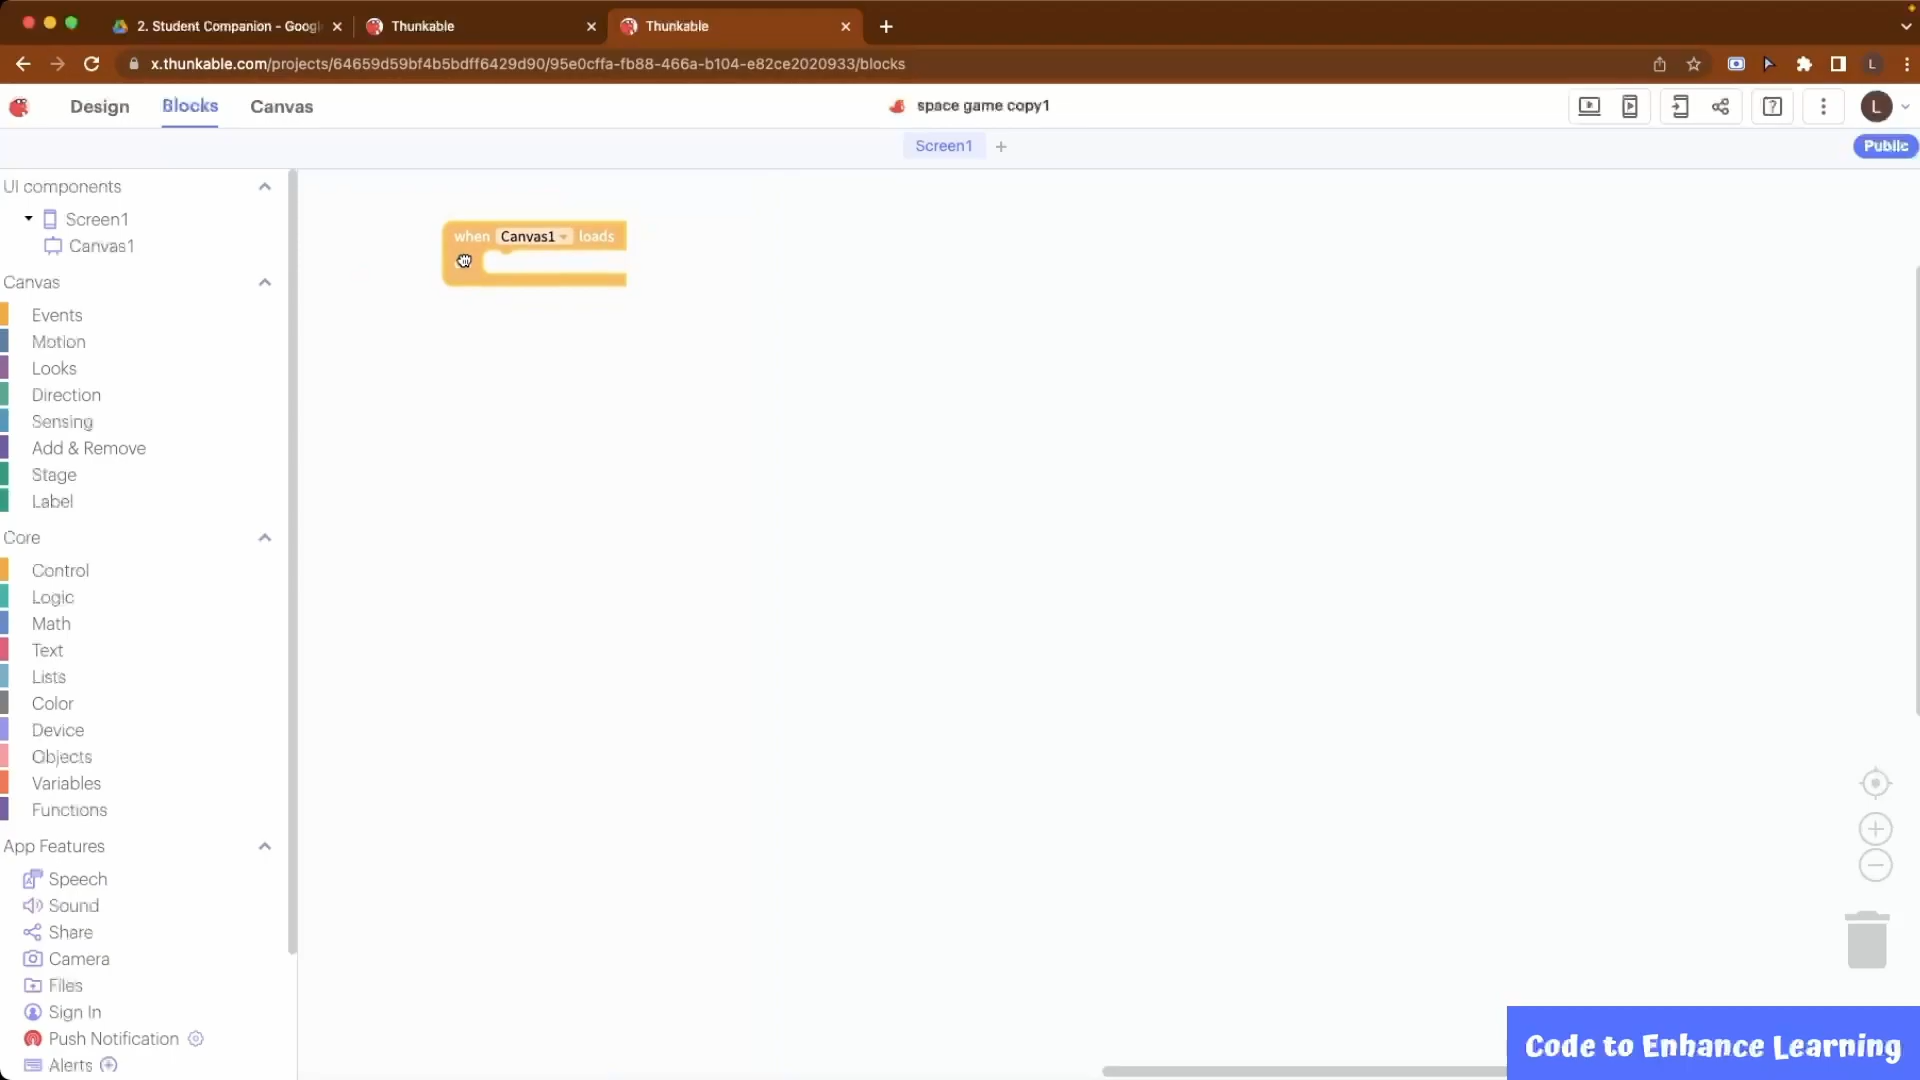 2. Student Companion - Googl
Thunkable
Thunkable
x.thunkable.com/projects/64659d59bf4b5bdff6429d90/95e0cffa-fb88-466a-b104-e82ce2020933/blocks
L
Design
Blocks
Canvas
space game copy1
L
Screen1
Public
UI components
Screen1
Canvas1
Canvas
Events
Motion
Looks
Direction
Sensing
Add & Remove
Stage
Label
Core
Control
Logic
Math
Text
Lists
Color
Device
Objects
Variables
Functions
App Features
Speech
Sound
Share
Camera
Files
Sign In
Push Notification
Alerts
when Canvas1 loads
Code to Enhance Learning